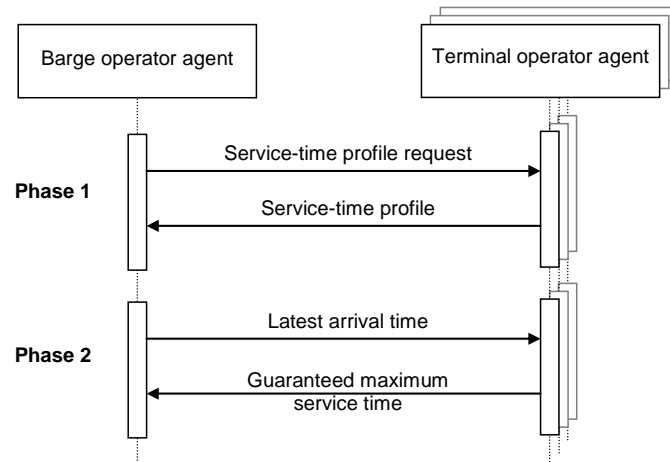 Barge operator agent
Terminal operator agent
Service-time profile request
Phase 1
Service-time profile
Latest arrival time
Phase 2
Guaranteed maximum
service time